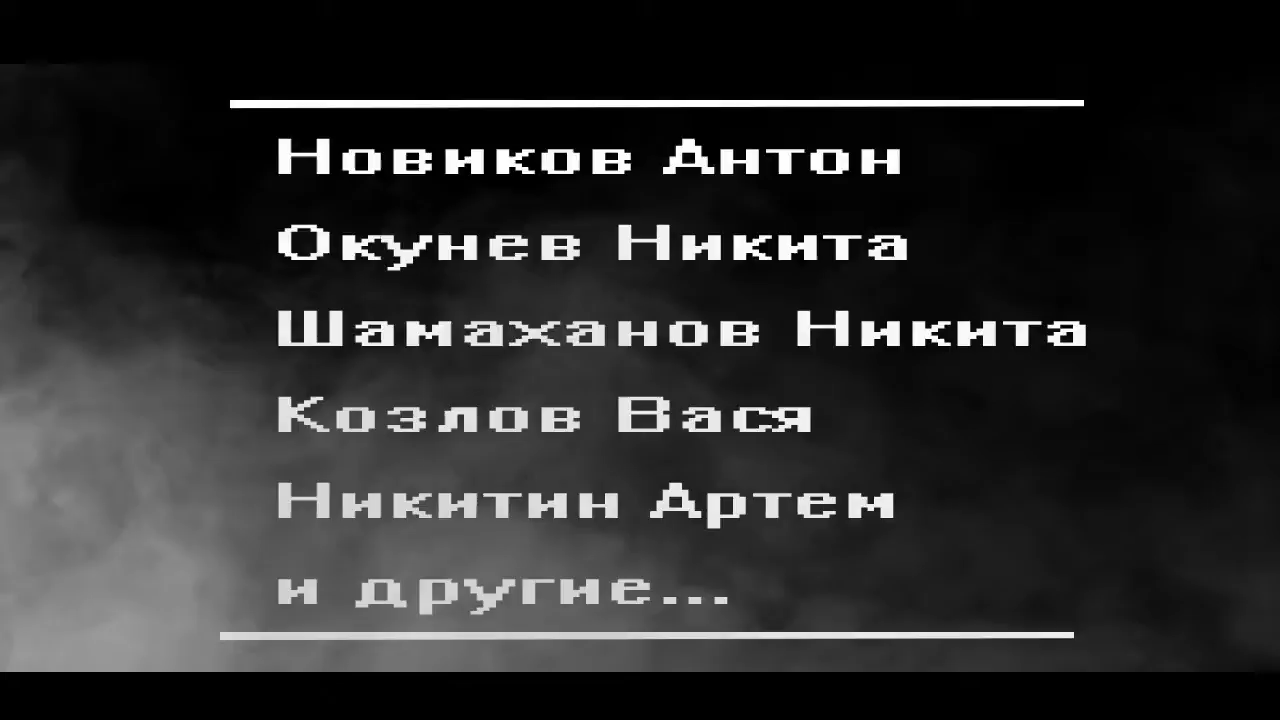 Новиков Антон
Окунев Никита
Шамаханов Никита
Козлов Вася
Никитин Артем
и другие...